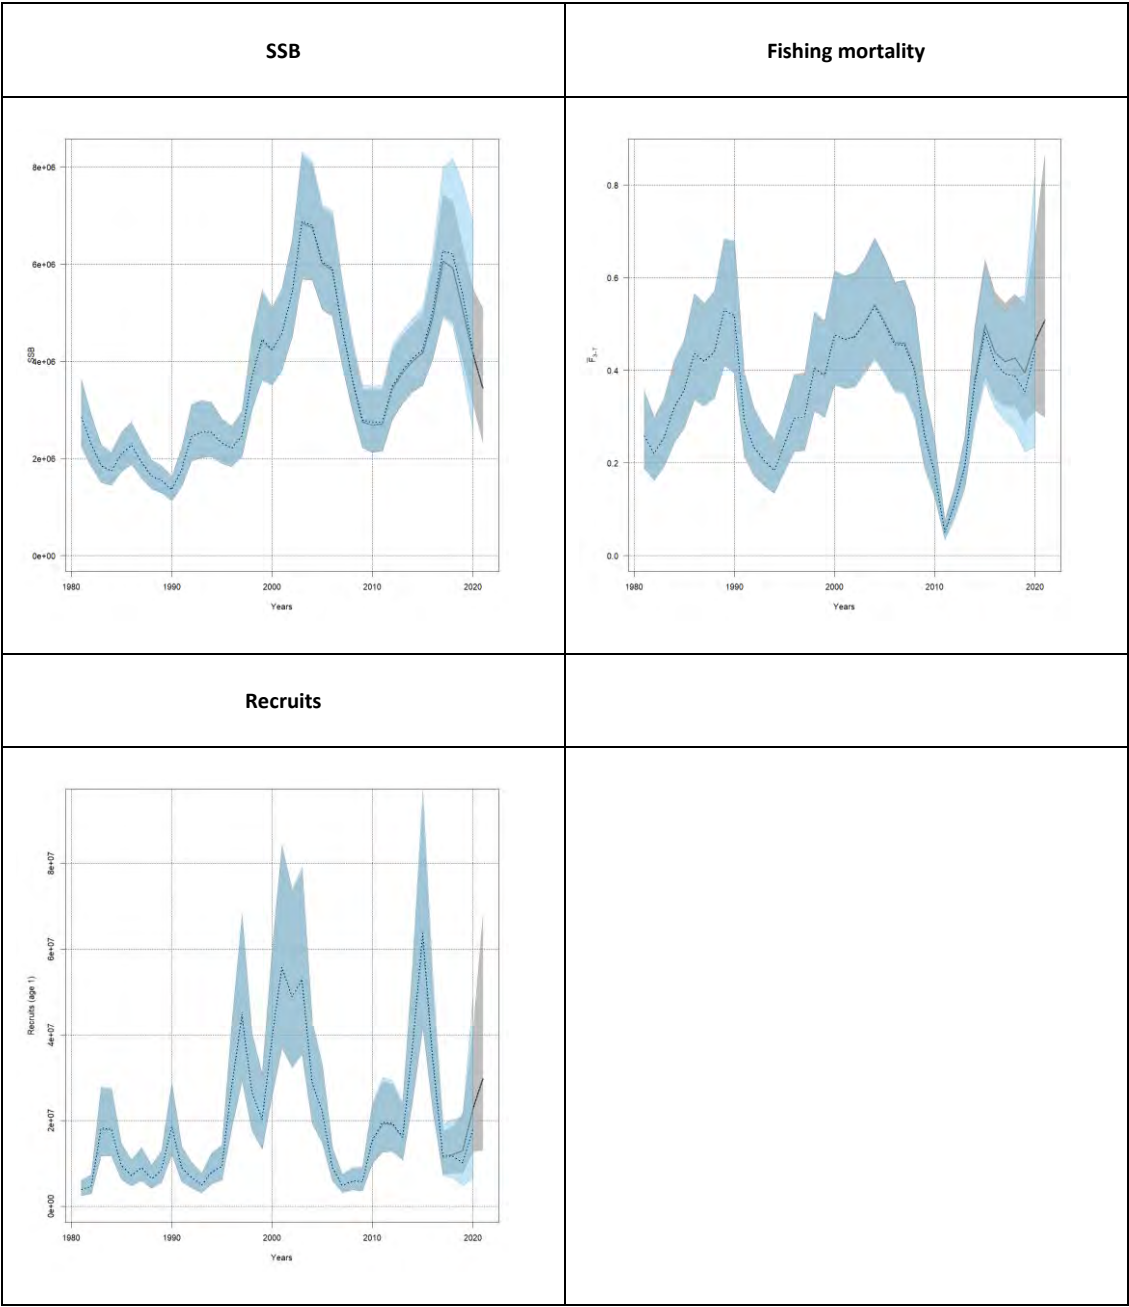 SSB
Fishing mortality
8e+06
6e+06
4e+06
2e+06
0e+00
SSB
1980 1990 2000 2010 2020
Years
0.8
0.6
0.4
0.2
0.0
F̄3-7
1980 1990 2000 2010 2020
Years
Recruits
8e+07
6e+07
4e+07
2e+07
0e+00
Recruits (age 1)
1980 1990 2000 2010 2020
Years